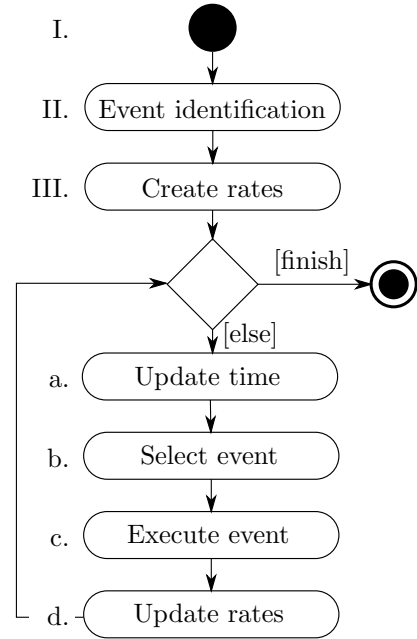 I.
II. Event identification
III. Create rates
[finish]
[else]
a. Update time
b. Select event
c. Execute event
d. Update rates